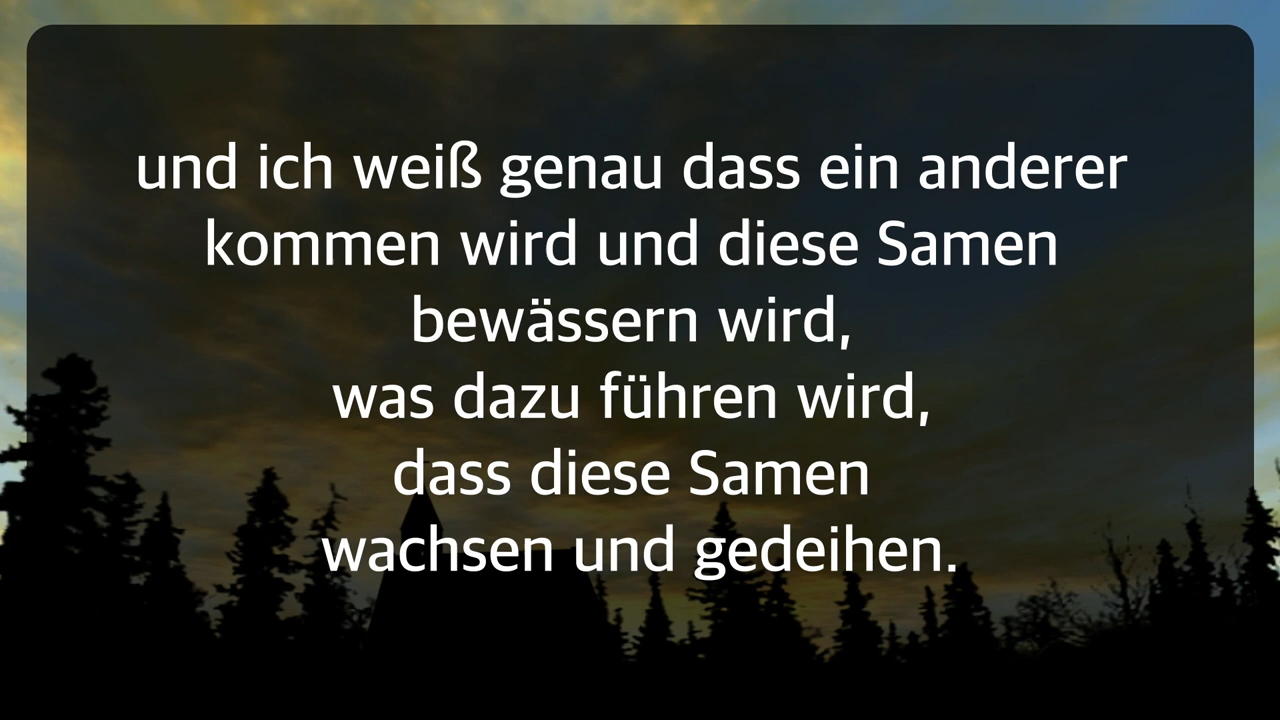 und ich weiß genau dass ein anderer
kommen wird und diese Samen
bewässern wird,
was dazu führen wird,
dass diese Samen
wachsen und gedeihen.